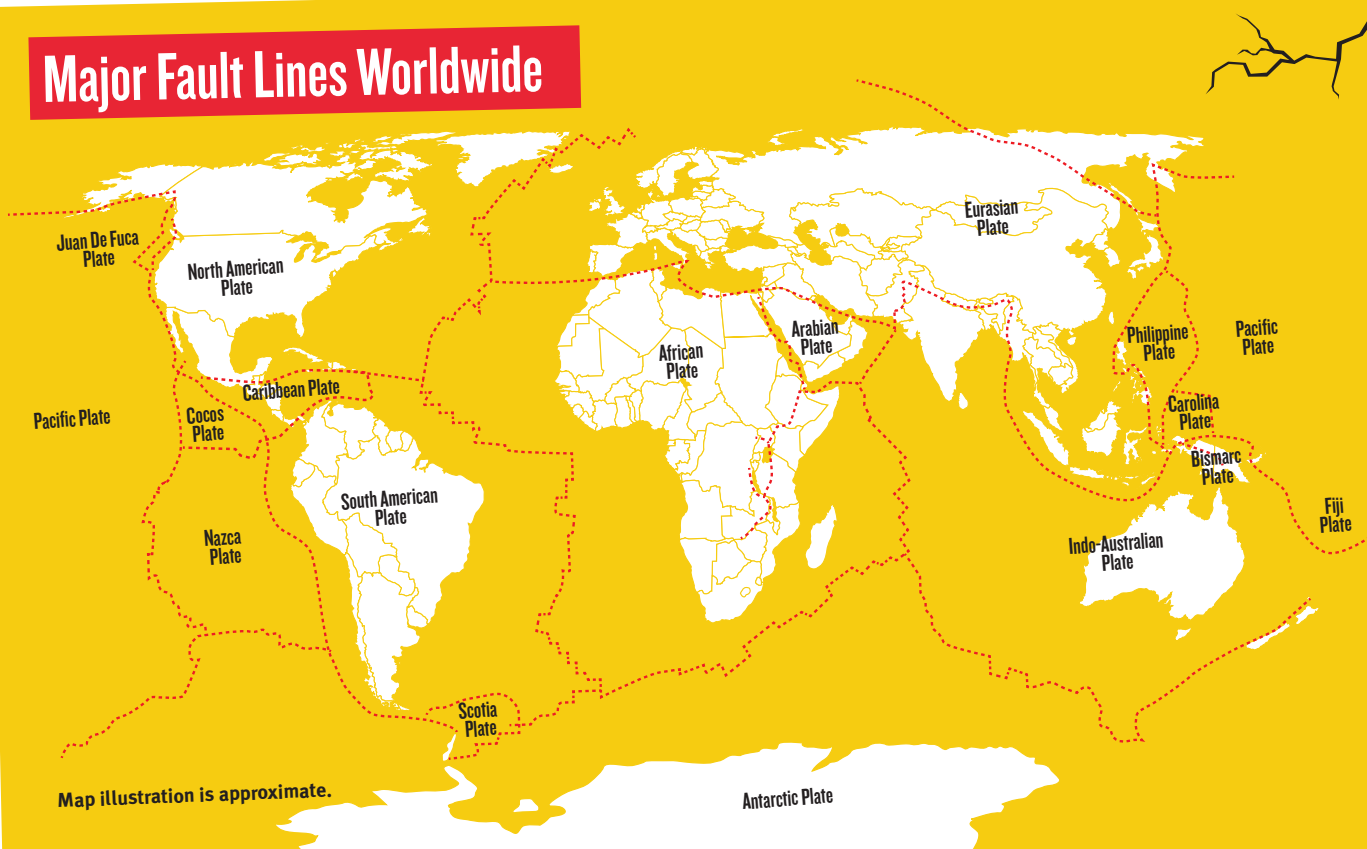 Major Fault Lines Worldwide
Juan De Fuca
Plate
North American
Plate
Eurasian
Plate
Arabian
Plate
African
Plate
Philippine
Plate
Pacific
Plate
Caribbean Plate
Pacific Plate
Cocos
Plate
Carolina
Plate
Bismarc
Plate
South American
Plate
Nazca
Plate
Fiji
Plate
Indo-Australian
Plate
Scotia
Plate
Antarctic Plate
Map illustration is approximate.